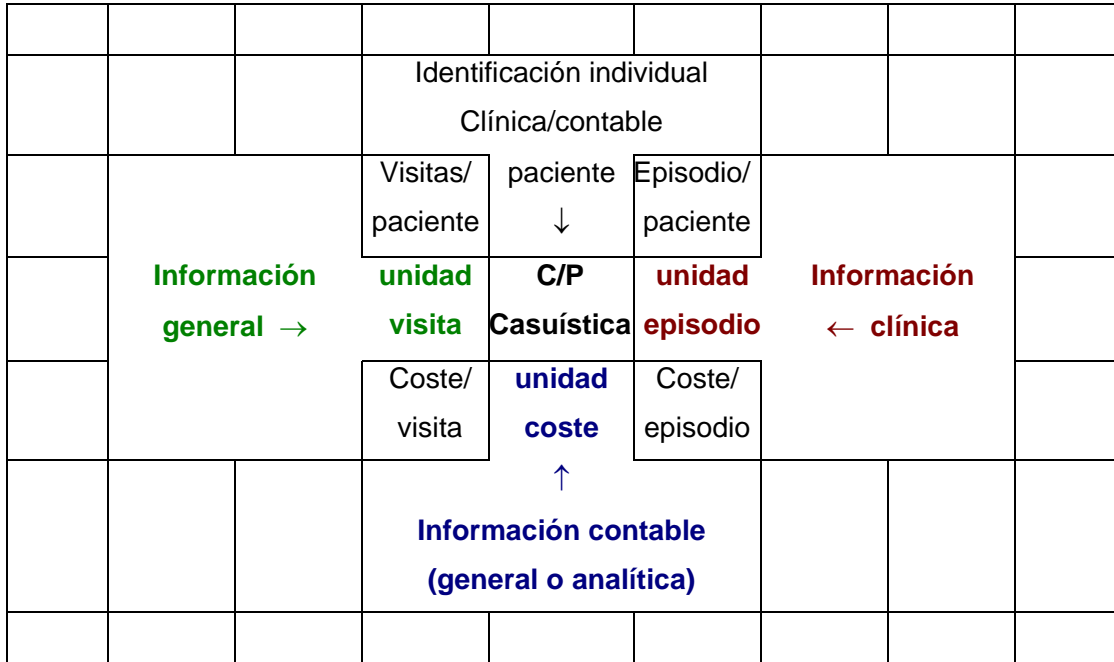 Identificación individual
Clínica/contable
Visitas/ paciente Episodio/
paciente ↓ paciente
Información unidad C/P unidad Información
general → visita Casuística episodio ← clínica
Coste/ unidad Coste/
visita coste episodio
↑
Información contable
(general o analítica)